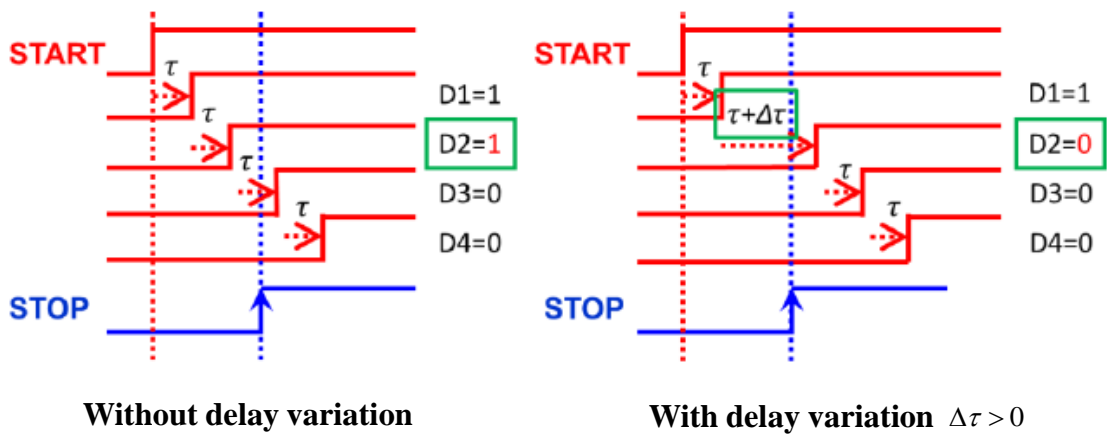 START
τ
τ
τ
τ
D1=1
D2=1
D3=0
D4=0
STOP
Without delay variation
START
τ
τ+Δτ
τ
τ
D1=1
D2=0
D3=0
D4=0
STOP
With delay variation Δτ > 0